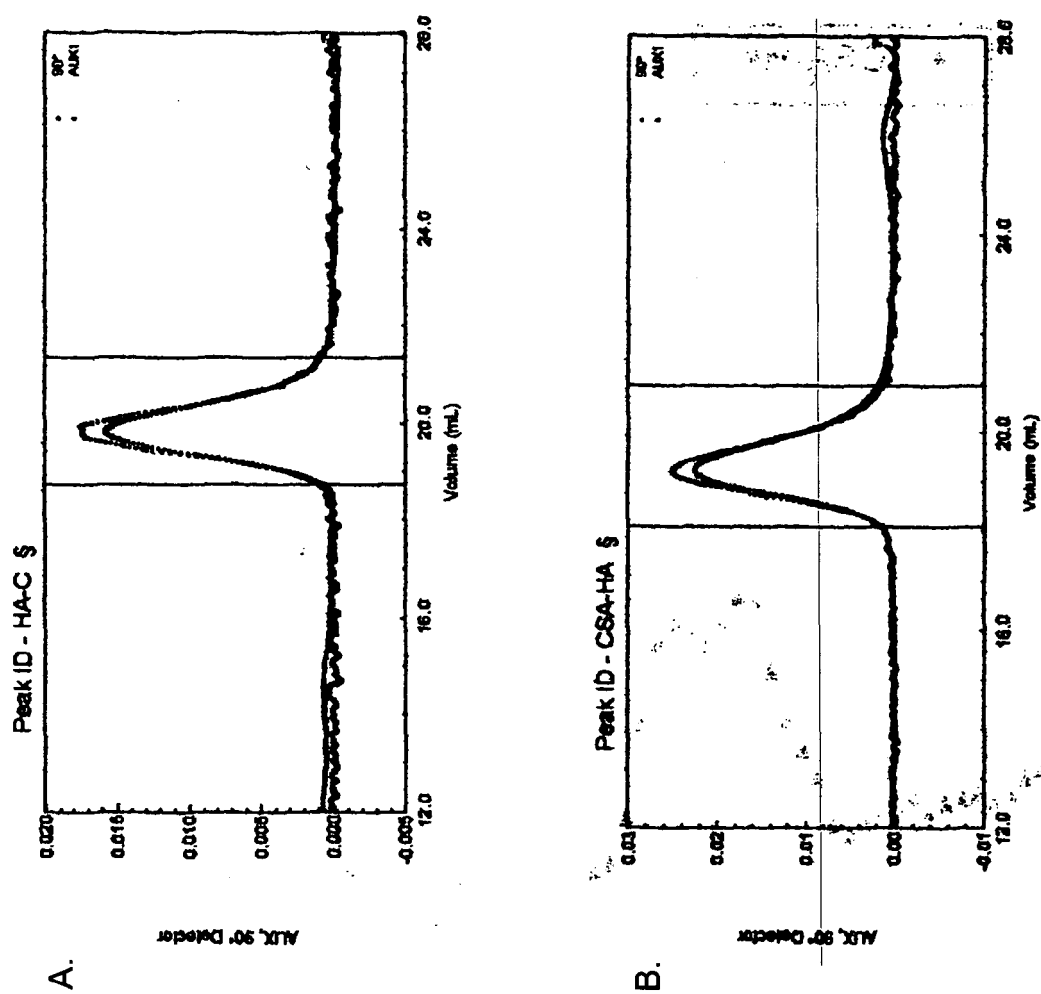 A.
Peak ID - HA-C §
AUX, 90° Detector
0.020
0.015
0.010
0.005
0.000
-0.005
90°
AUX1
12.0
16.0
20.0
24.0
28.0
Volume (mL)
B.
Peak ID - CSA-HA §
AUX, 90° Detector
0.03
0.02
0.01
0.00
-0.01
90°
AUX1
12.0
16.0
20.0
24.0
28.0
Volume (mL)